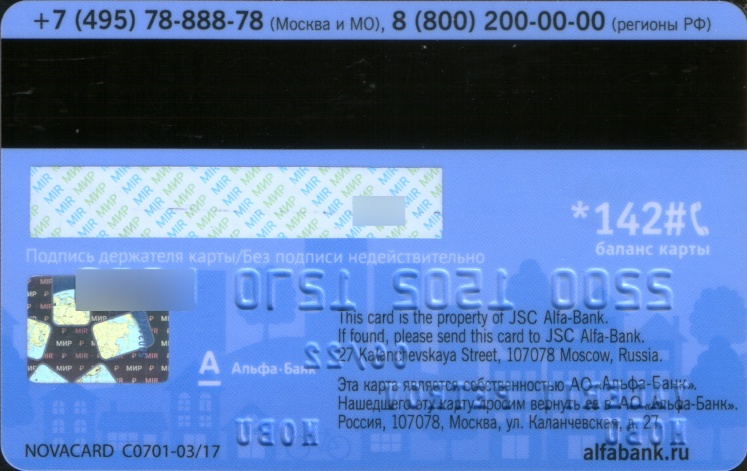 +7 (495) 78-888-78 (Москва и МО), 8 (800) 200-00-00 (регионы РФ)
*142#
баланс карты
Подпись держателя карты/Без подписи недействительно
This card is the property of JSC Alfa-Bank.
If found, please send this card to JSC Alfa-Bank.
27 Kalanchevskaya Street, 107078 Moscow, Russia.
А Альфа-Банк
Эта карта является собственностью АО «Альфа-Банк».
Нашедшего эту карту просим вернуть её в АО «Альфа-Банк».
Россия, 107078, Москва, ул. Каланчевская, д. 27
NOVACARD C0701-03/17
alfabank.ru